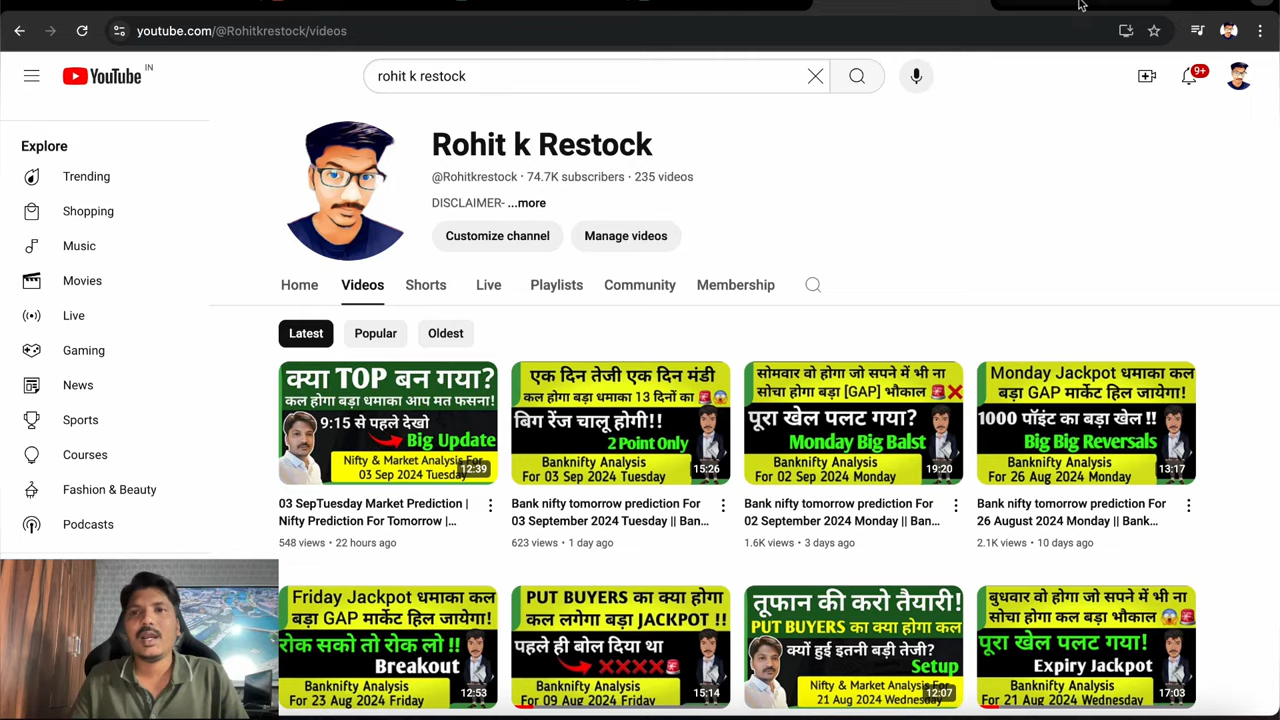 youtube.com/@Rohitkrestock/videos
YouTube IN
rohit k restock
9+
Explore
Trending
Shopping
Music
Movies
Live
Gaming
News
Sports
Courses
Fashion & Beauty
Podcasts
Rohit k Restock
@Rohitkrestock · 74.7K subscribers · 235 videos
DISCLAIMER- ...more
Customize channel
Manage videos
Home
Videos
Shorts
Live
Playlists
Community
Membership
Latest
Popular
Oldest
क्या TOP बन गया?
कल होगा बड़ा धमाका आप मत फसना!
9:15 से पहले देखो
Big Update
Nifty & Market Analysis For
03 Sep 2024 Tuesday
12:39
03 SepTuesday Market Prediction |
Nifty Prediction For Tomorrow |...
548 views · 22 hours ago
एक दिन तेजी एक दिन मंदी
कल होगा बड़ा धमाका 13 दिनों का
बिग रेंज चालू होगी!!
2 Point Only
Banknifty Analysis
For 03 Sep 2024 Tuesday
15:26
Bank nifty tomorrow prediction For
03 September 2024 Tuesday || Ban...
623 views · 1 day ago
सोमवार वो होगा जो सपने में भी ना
सोचा होगा बड़ा [GAP] भौकाल
पूरा खेल पलट गया?
Monday Big Balst
Banknifty Analysis
For 02 Sep 2024 Monday
19:20
Bank nifty tomorrow prediction For
02 September 2024 Monday || Ban...
1.6K views · 3 days ago
Monday Jackpot धमाका कल
बड़ा GAP मार्केट हिल जायेगा!
1000 पॉइंट का बड़ा खेल !!
Big Big Reversals
Banknifty Analysis
For 26 Aug 2024 Monday
13:17
Bank nifty tomorrow prediction For
26 August 2024 Monday || Bank...
2.1K views · 10 days ago
Friday Jackpot धमाका कल
बड़ा GAP मार्केट हिल जायेगा!
रोक सको तो रोक लो !!
Breakout
Banknifty Analysis
For 23 Aug 2024 Friday
12:53
PUT BUYERS का क्या होगा
कल लगेगा बड़ा JACKPOT !!
पहले ही बोल दिया था
Banknifty Analysis
For 09 Aug 2024 Friday
15:14
तूफान की करो तैयारी!
PUT BUYERS का क्या होगा कल
क्यों हुई इतनी बड़ी तेजी?
Setup
Nifty & Market Analysis For
21 Aug 2024 Wednesday
12:07
बुधवार वो होगा जो सपने में भी ना
सोचा होगा बड़ा भौकाल
पूरा खेल पलट गया!
Expiry Jackpot
Banknifty Analysis
For 21 Aug 2024 Wednesday
17:03